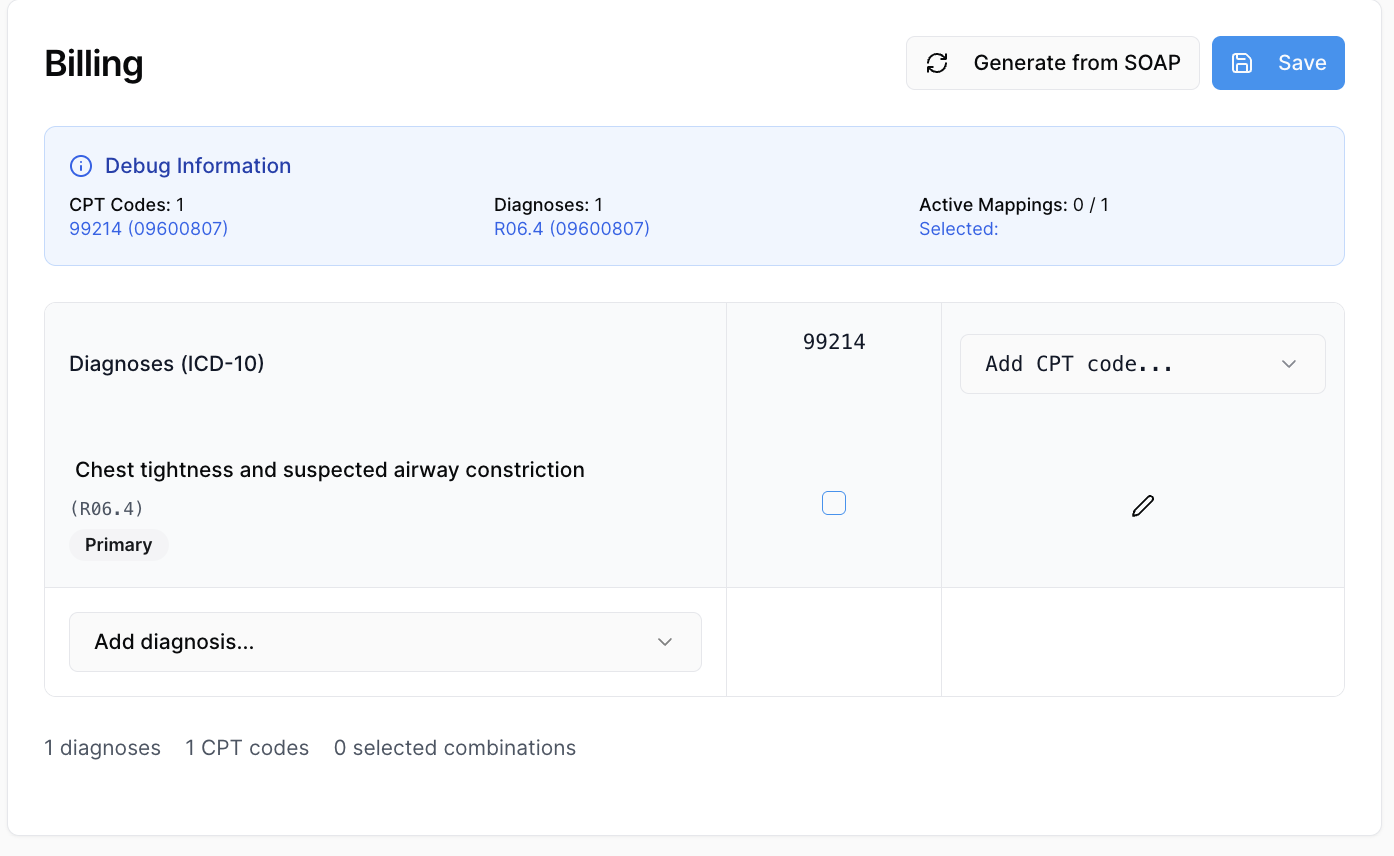 Billing
Generate from SOAP
Save
Debug Information
CPT Codes: 1
99214 (09600807)
Diagnoses: 1
R06.4 (09600807)
Active Mappings: 0 / 1
Selected:
Diagnoses (ICD-10)
99214
Add CPT code...
Chest tightness and suspected airway constriction
(R06.4)
Primary
Add diagnosis...
1 diagnoses
1 CPT codes
0 selected combinations